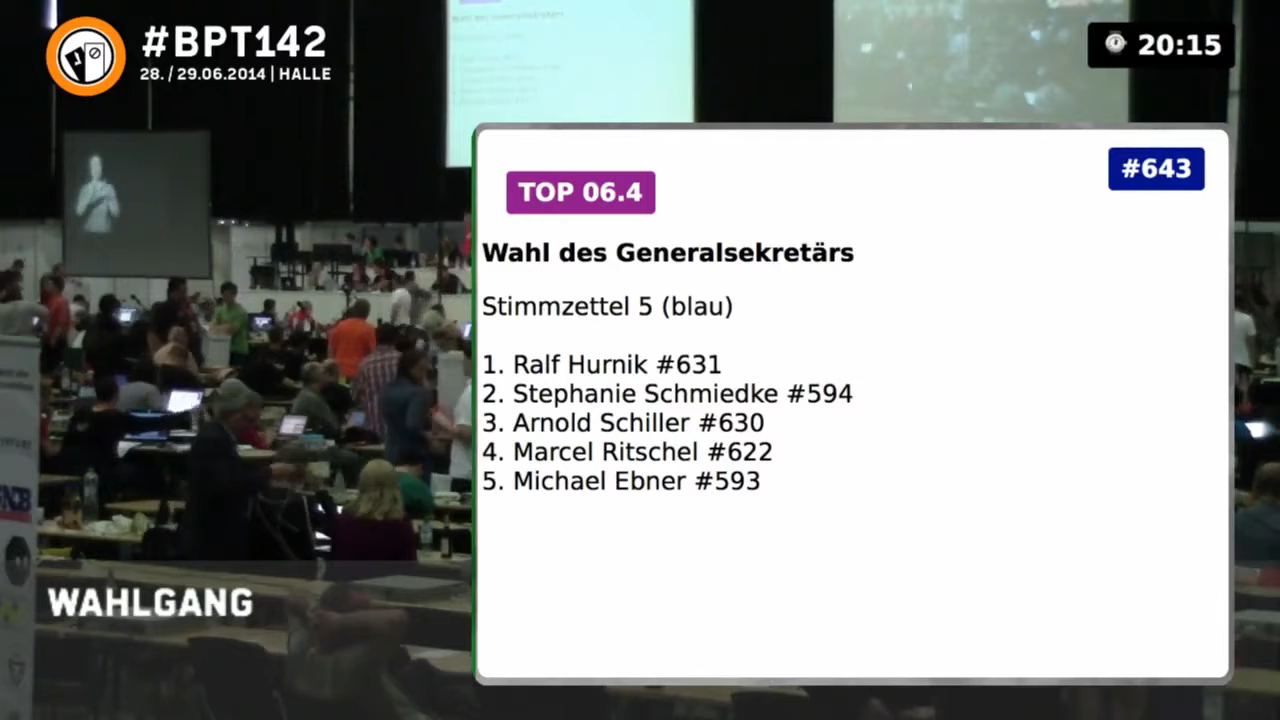 #BPT142
28. / 29.06.2014 | HALLE
20:15
#643
TOP 06.4
Wahl des Generalsekretärs
Stimmzettel 5 (blau)
1. Ralf Hurnik #631
2. Stephanie Schmiedke #594
3. Arnold Schiller #630
4. Marcel Ritschel #622
5. Michael Ebner #593
WAHLGANG